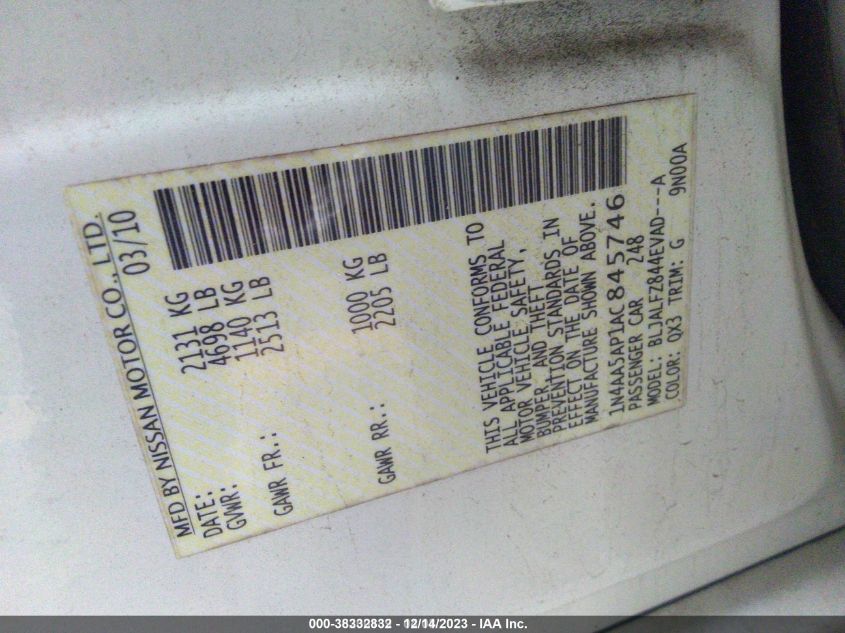 MFD BY NISSAN MOTOR CO., LTD.
DATE: 03/10
GVWR: 2131 KG
4698 LB
GAWR FR.: 1140 KG
2513 LB
GAWR RR.: 1000 KG
2205 LB
THIS VEHICLE CONFORMS TO
ALL APPLICABLE FEDERAL
MOTOR VEHICLE SAFETY,
BUMPER, AND THEFT
PREVENTION STANDARDS IN
EFFECT ON THE DATE OF
MANUFACTURE SHOWN ABOVE.
1N4AA5AP1AC845746
PASSENGER CAR 248
MODEL: BLJALFZ844EVAD---A
COLOR: QX3 TRIM: G 9N00A
000-38332832 - 12/14/2023 - IAA Inc.